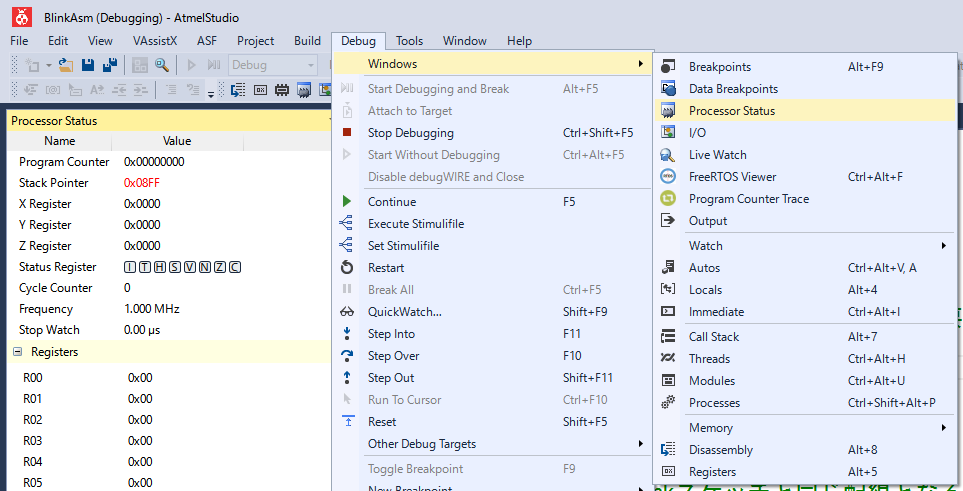 BlinkAsm (Debugging) - AtmelStudio
File Edit View VAssistX ASF Project Build Debug Tools Window Help
Debug
Processor Status
Name Value
Program Counter 0x00000000
Stack Pointer 0x08FF
X Register 0x0000
Y Register 0x0000
Z Register 0x0000
Status Register I T H S V N Z C
Cycle Counter 0
Frequency 1.000 MHz
Stop Watch 0.00 µs
Registers
R00 0x00
R01 0x00
R02 0x00
R03 0x00
R04 0x00
R05 0x00
Windows
Start Debugging and Break Alt+F5
Attach to Target
Stop Debugging Ctrl+Shift+F5
Start Without Debugging Ctrl+Alt+F5
Disable debugWIRE and Close
Continue F5
Execute Stimulifile
Set Stimulifile
Restart
Break All Ctrl+F5
QuickWatch... Shift+F9
Step Into F11
Step Over F10
Step Out Shift+F11
Run To Cursor Ctrl+F10
Reset Shift+F5
Other Debug Targets
Toggle Breakpoint F9
New Breakpoint
Breakpoints Alt+F9
Data Breakpoints
Processor Status
I/O
Live Watch
FreeRTOS Viewer Ctrl+Alt+F
Program Counter Trace
Output
Watch
Autos Ctrl+Alt+V, A
Locals Alt+4
Immediate Ctrl+Alt+I
Call Stack Alt+7
Threads Ctrl+Alt+H
Modules Ctrl+Alt+U
Processes Ctrl+Shift+Alt+P
Memory
Disassembly Alt+8
Registers Alt+5